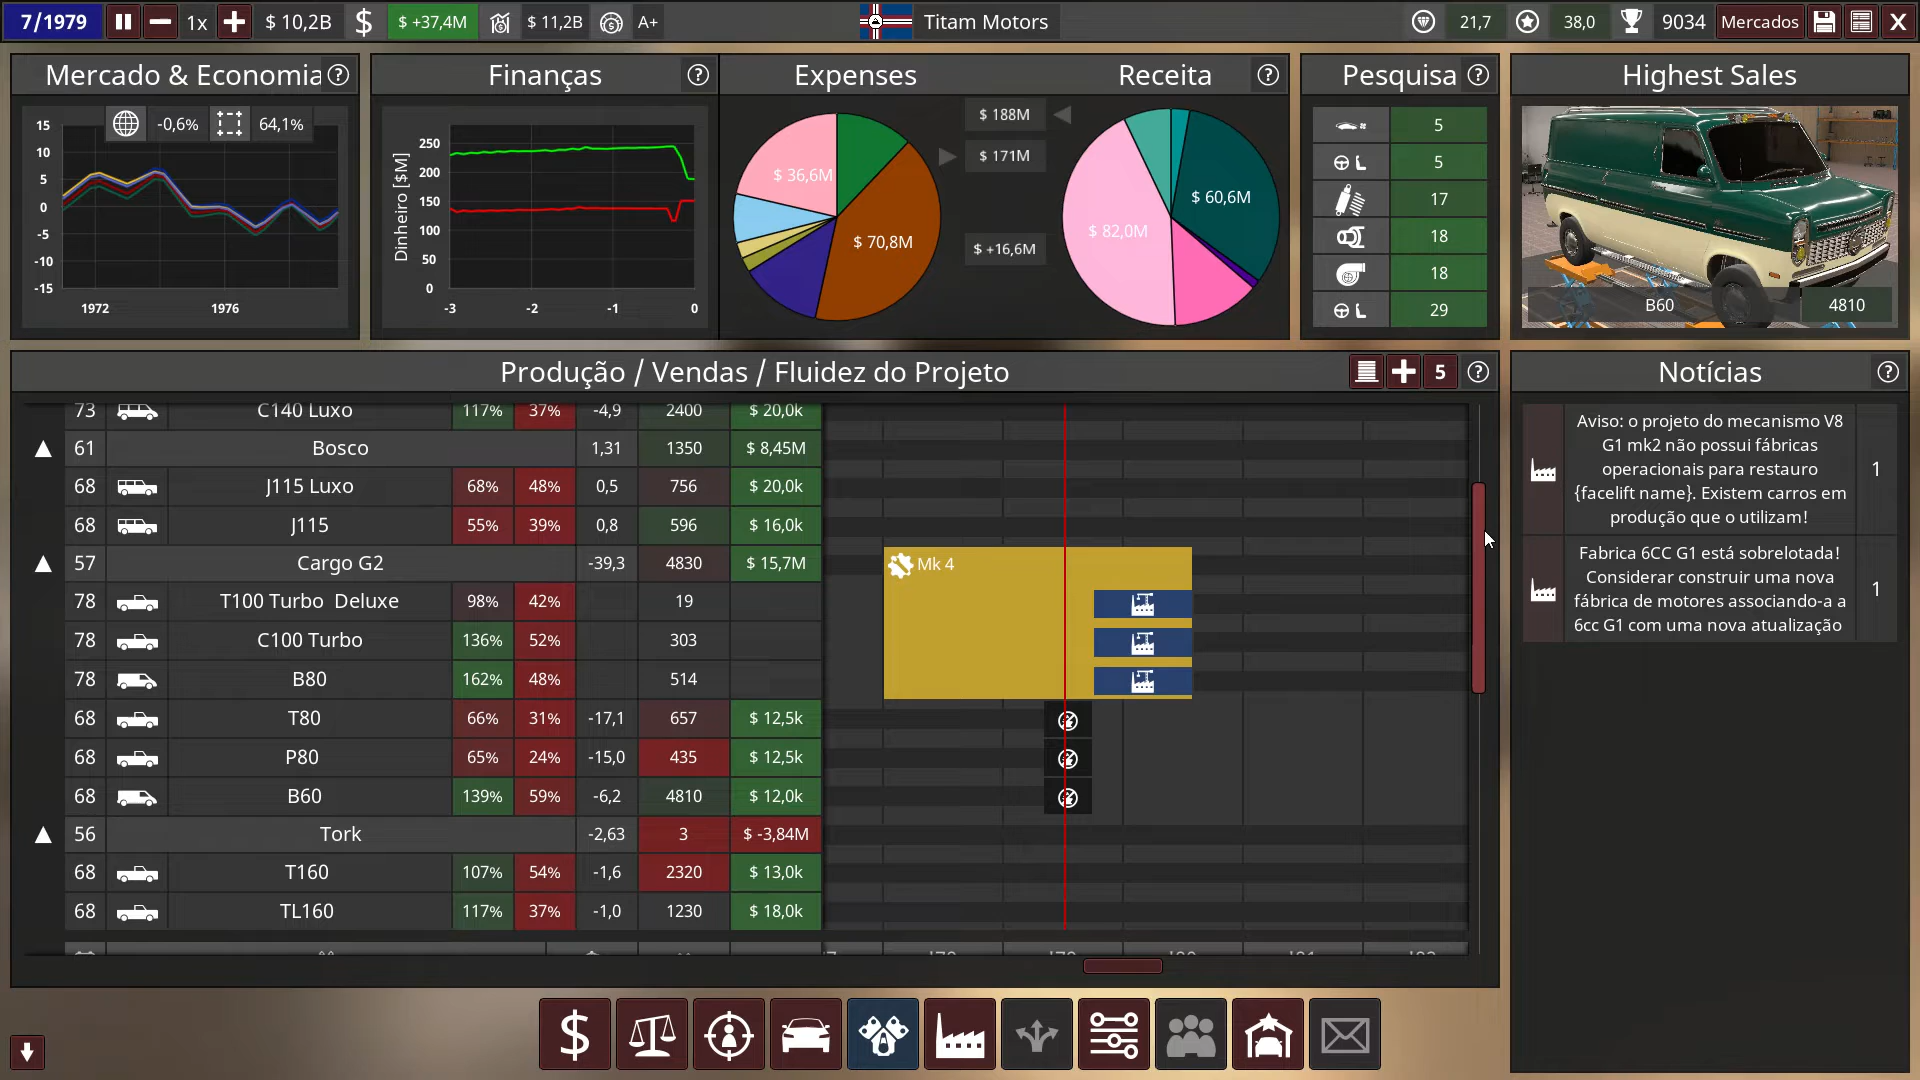 7/1979 1x $ 10,2B $ $ +37,4M $ 11,2B A+ Titam Motors 21,7 38,0 9034 Mercados
Mercado & Economia ?
-0,6% 64,1%
15
10
5
0
-5
-10
-15
1972 1976
Finanças ?
Dinheiro [$M]
250
200
150
100
50
0
-3 -2 -1 0
Expenses Receita ?
$ 188M
$ 171M
$ +16,6M
$ 36,6M
$ 70,8M
$ 82,0M
$ 60,6M
Pesquisa ?
5
5
17
18
18
29
Highest Sales
B60 4810
Produção / Vendas / Fluidez do Projeto 5 ?
73 C140 Luxo 117% 37% -4,9 2400 $ 20,0k
61 Bosco 1,31 1350 $ 8,45M
68 J115 Luxo 68% 48% 0,5 756 $ 20,0k
68 J115 55% 39% 0,8 596 $ 16,0k
57 Cargo G2 -39,3 4830 $ 15,7M
Mk 4
78 T100 Turbo Deluxe 98% 42% 19
78 C100 Turbo 136% 52% 303
78 B80 162% 48% 514
68 T80 66% 31% -17,1 657 $ 12,5k
68 P80 65% 24% -15,0 435 $ 12,5k
68 B60 139% 59% -6,2 4810 $ 12,0k
56 Tork -2,63 3 $ -3,84M
68 T160 107% 54% -1,6 2320 $ 13,0k
68 TL160 117% 37% -1,0 1230 $ 18,0k
Notícias ?
Aviso: o projeto do mecanismo V8
G1 mk2 não possui fábricas
operacionais para restauro
{facelift name}. Existem carros em
produção que o utilizam!
1
Fabrica 6CC G1 está sobrelotada!
Considerar construir uma nova
fábrica de motores associando-a a
6cc G1 com uma nova atualização
1